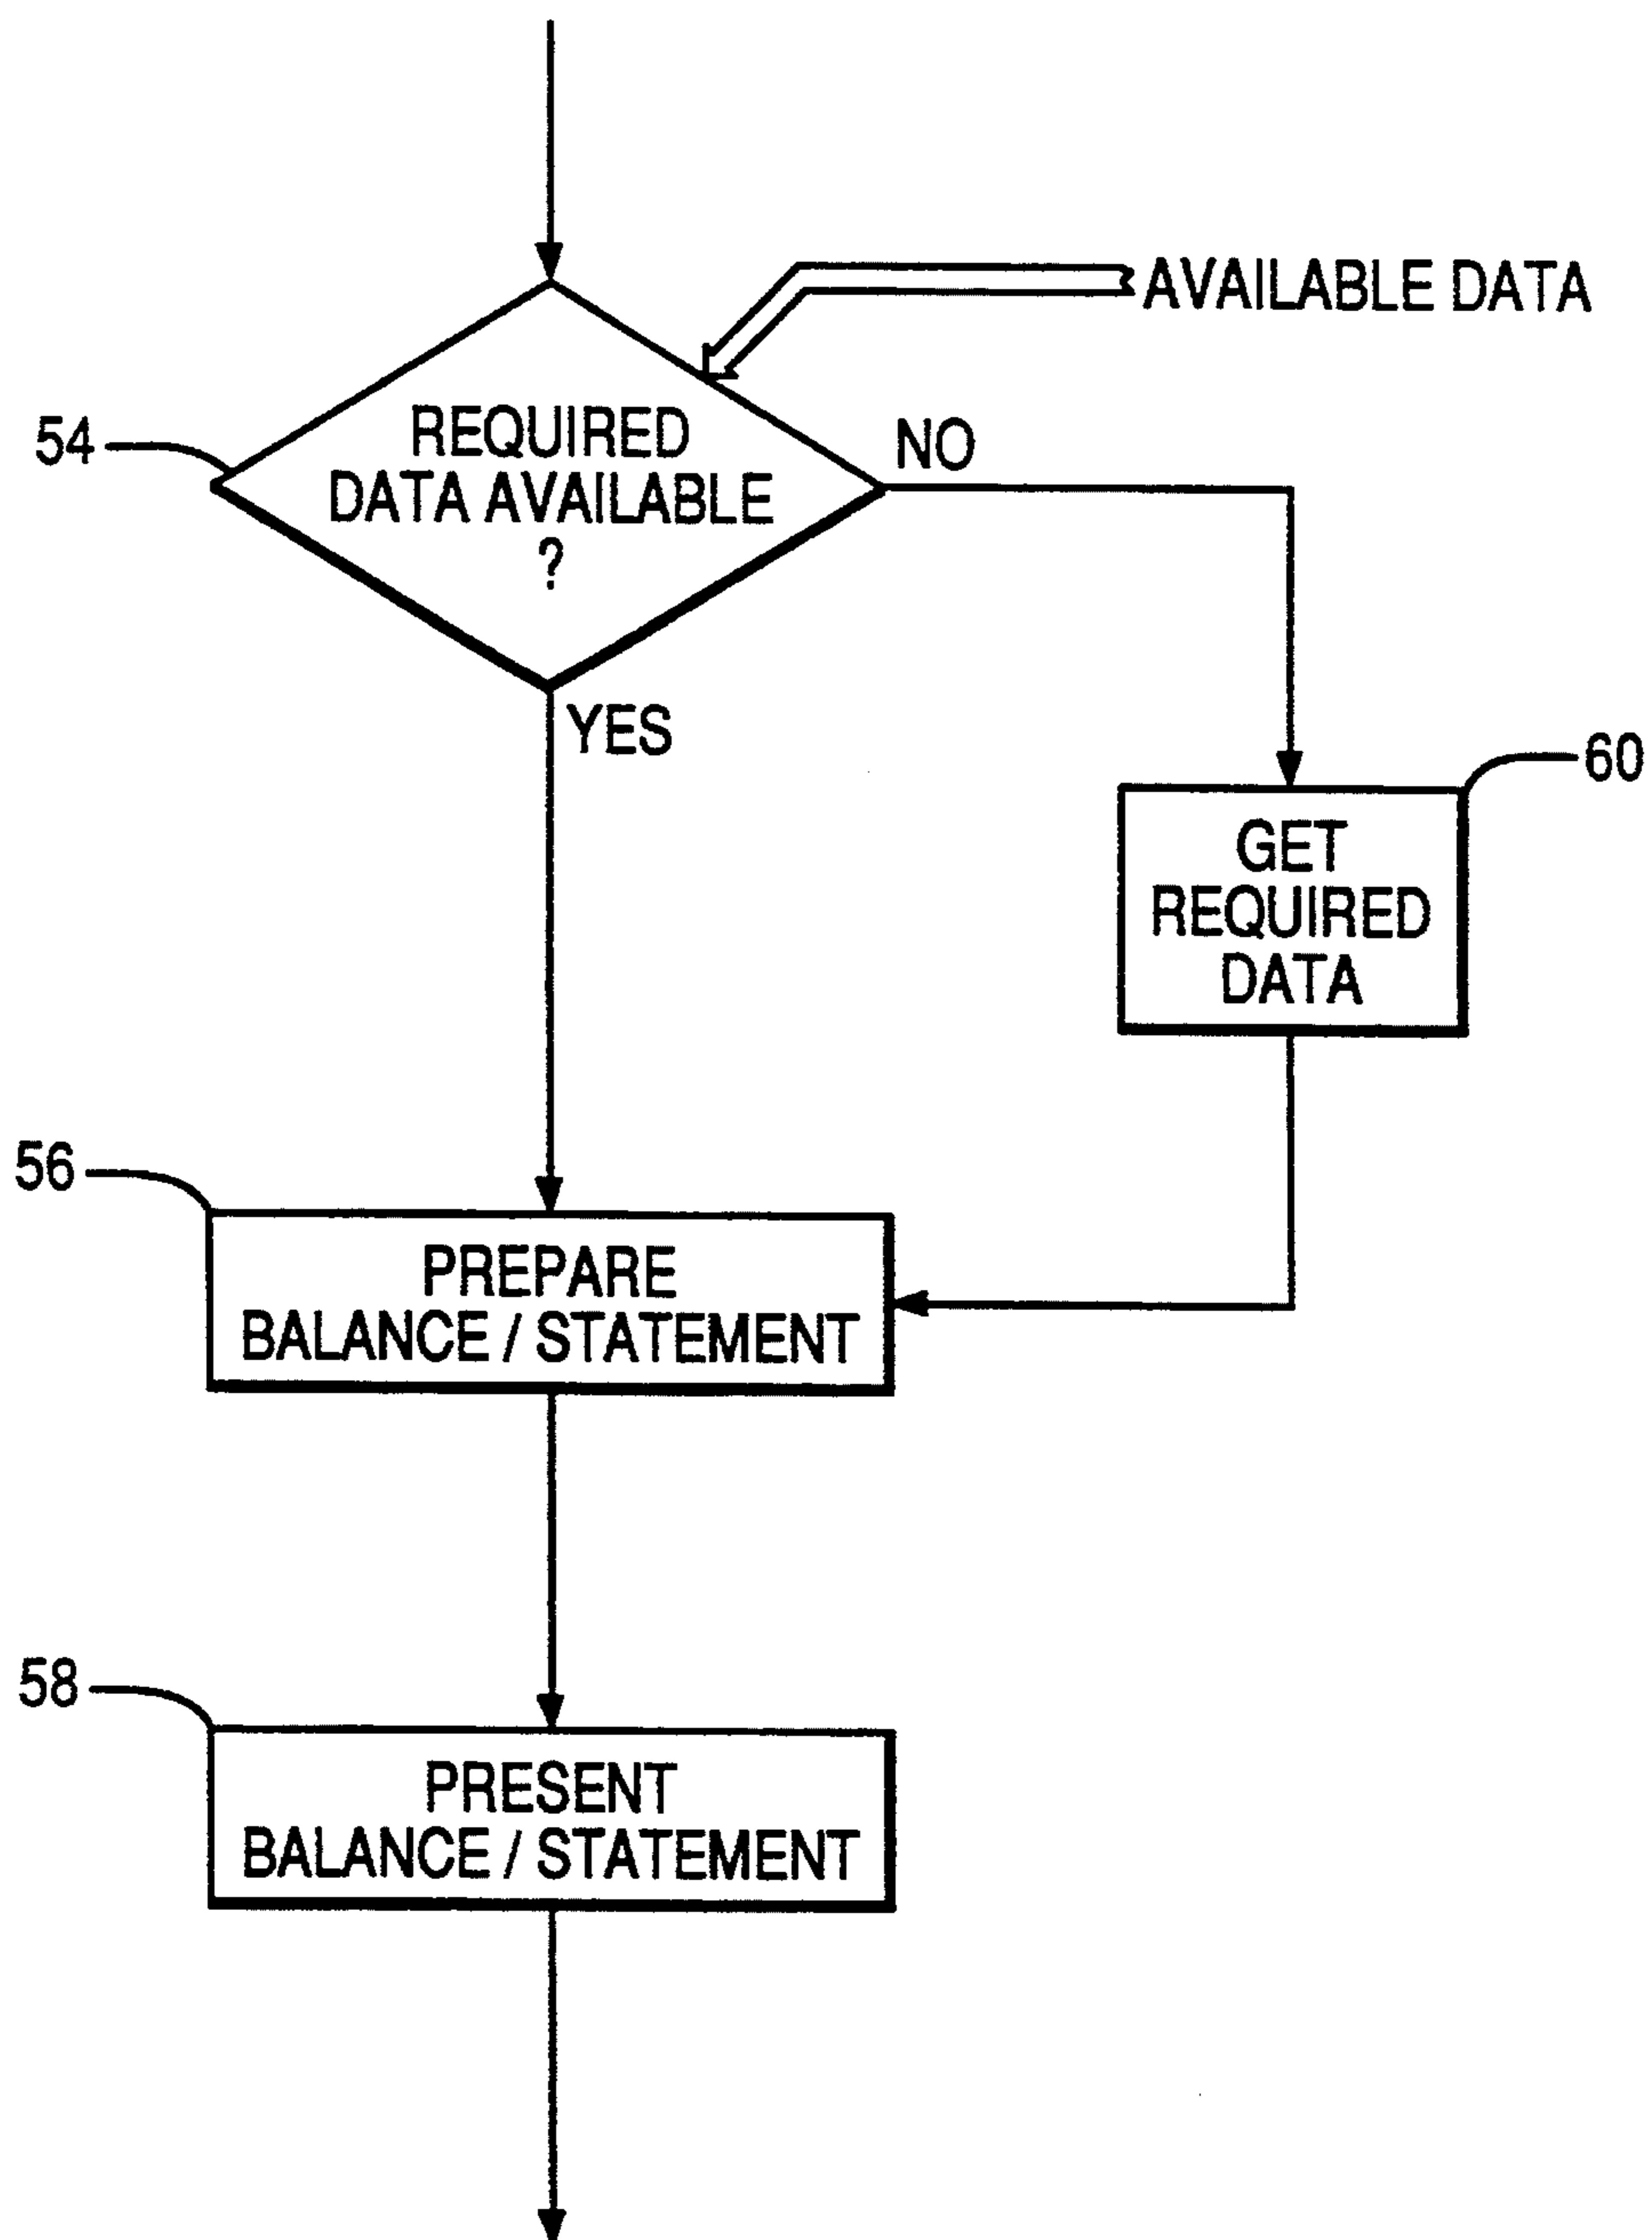 AVAILABLE DATA
54
REQUIRED
DATA AVAILABLE
?
NO
YES
60
GET
REQUIRED
DATA
56
PREPARE
BALANCE / STATEMENT
58
PRESENT
BALANCE / STATEMENT